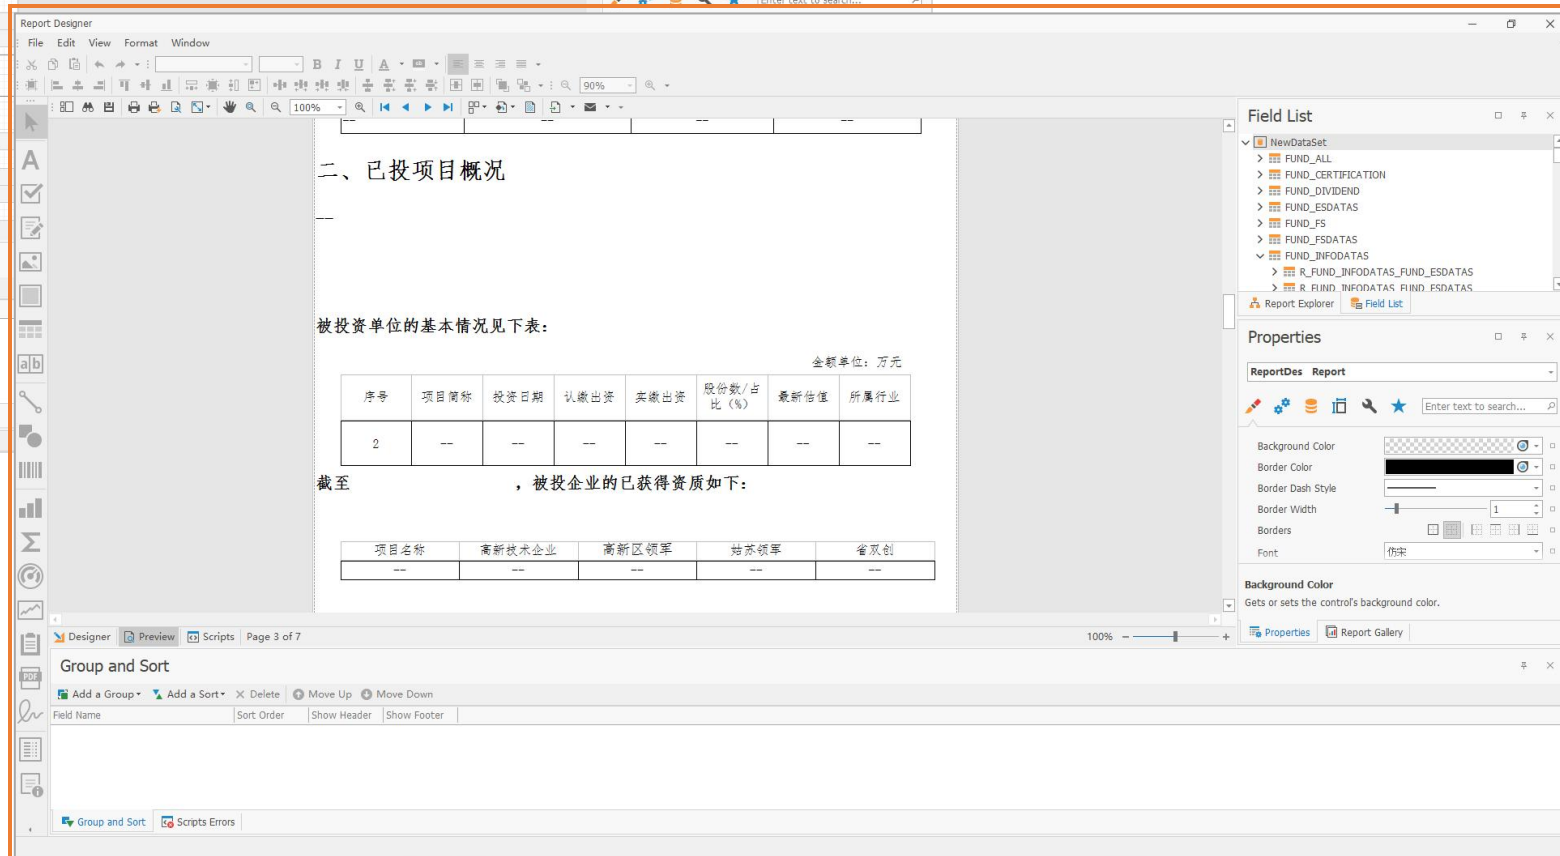 Enter text to search...
Report Designer
File Edit View Format Window
B I U A 90%
100%
二、已投项目概况
--
被投资单位的基本情况见下表：
金额单位：万元
序号 项目简称 投资日期 认缴出资 实缴出资 股份数/占比（%） 最新估值 所属行业
2 -- -- -- -- -- -- --
截至 ，被投企业的已获得资质如下：
项目名称 高新技术企业 高新区领军 姑苏领军 省双创
-- -- -- -- --
Designer Preview Scripts Page 3 of 7 100% - +
Group and Sort
Add a Group Add a Sort Delete Move Up Move Down
Field Name Sort Order Show Header Show Footer
Group and Sort Scripts Errors
Field List
NewDataSet
FUND_ALL
FUND_CERTIFICATION
FUND_DIVIDEND
FUND_ESDATAS
FUND_FS
FUND_FSDATAS
FUND_INFODATAS
R_FUND_INFODATAS_FUND_ESDATAS
R_FUND_INFODATAS_FUND_ESDATAS
Report Explorer Field List
Properties
ReportDes Report
Enter text to search...
Background Color
Border Color
Border Dash Style
Border Width 1
Borders
Font 仿宋
Background Color
Gets or sets the control's background color.
Properties Report Gallery